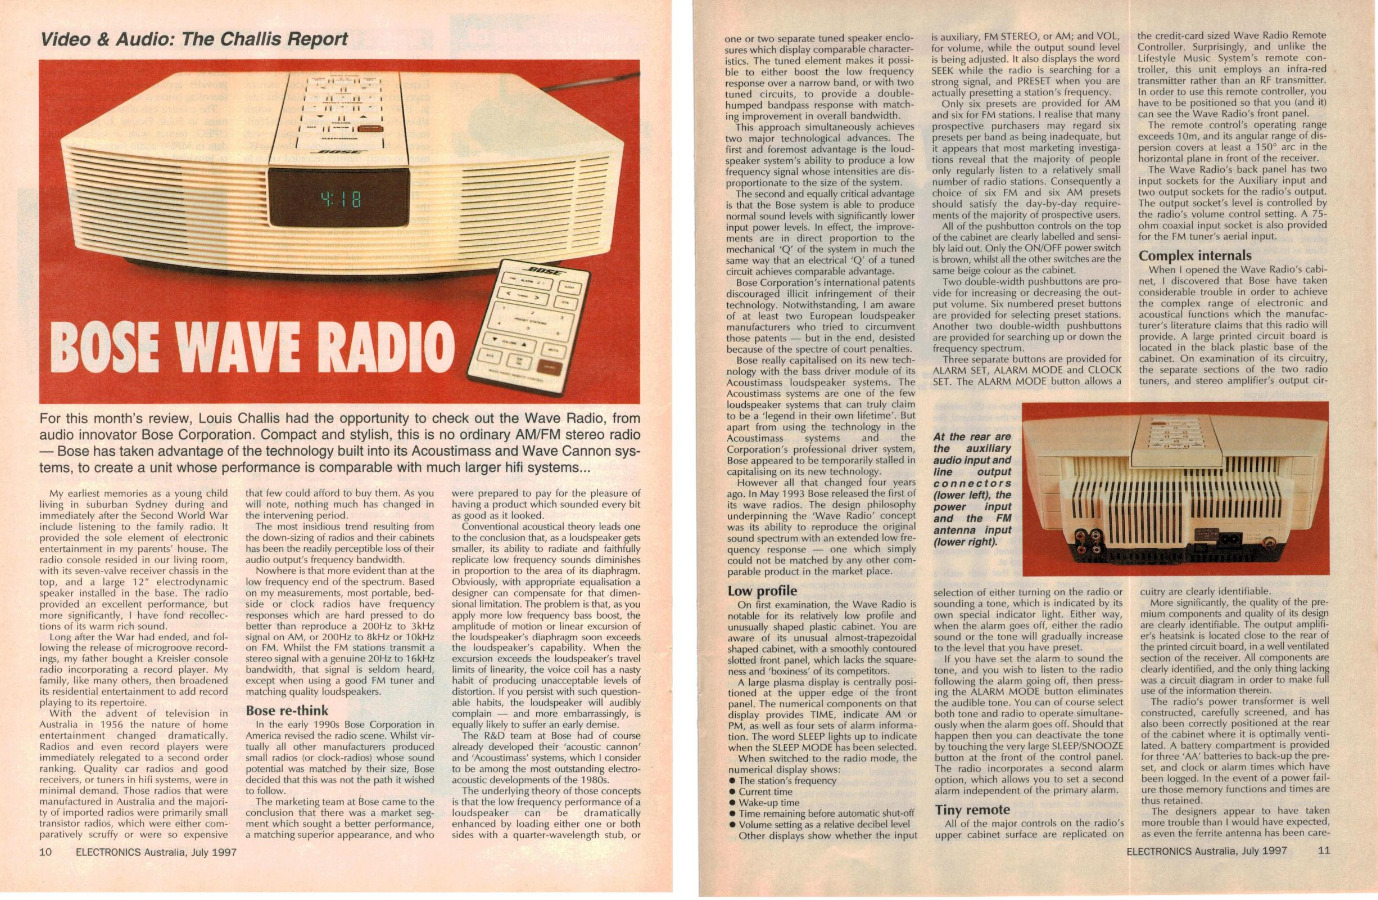 Video & Audio: The Challis Report
BOSE
4:18
BOSE
BOSE WAVE RADIO
For this month's review, Louis Challis had the opportunity to check out the Wave Radio, from
audio innovator Bose Corporation. Compact and stylish, this is no ordinary AM/FM stereo radio
— Bose has taken advantage of the technology built into its Acoustimass and Wave Cannon sys-
tems, to create a unit whose performance is comparable with much larger hifi systems...
My earliest memories as a young child
living in suburban Sydney during and
immediately after the Second World War
include listening to the family radio. It
provided the sole element of electronic
entertainment in my parents' house. The
radio console resided in our living room,
with its seven-valve receiver chassis in the
top, and a large 12" electrodynamic
speaker installed in the base. The radio
provided an excellent performance, but
more significantly, I have fond recollec-
tions of its warm rich sound.
Long after the War had ended, and fol-
lowing the release of microgroove record-
ings, my father bought a Kreisler console
radio incorporating a record player. My
family, like many others, then broadened
its residential entertainment to add record
playing to its repertoire.
With the advent of television in
Australia in 1956 the nature of home
entertainment changed dramatically.
Radios and even record players were
immediately relegated to a second order
ranking. Quality car radios and good
receivers, or tuners in hifi systems, were in
minimal demand. Those radios that were
manufactured in Australia and the majori-
ty of imported radios were primarily small
transistor radios, which were either com-
paratively scruffy or were so expensive
that few could afford to buy them. As you
will note, nothing much has changed in
the intervening period.
The most insidious trend resulting from
the down-sizing of radios and their cabinets
has been the readily perceptible loss of their
audio output's frequency bandwidth.
Nowhere is that more evident than at the
low frequency end of the spectrum. Based
on my measurements, most portable, bed-
side or clock radios have frequency
responses which are hard pressed to do
better than reproduce a 200Hz to 3kHz
signal on AM, or 200Hz to 8kHz or 10kHz
on FM. Whilst the FM stations transmit a
stereo signal with a genuine 20Hz to 16kHz
bandwidth, that signal is seldom heard,
except when using a good FM tuner and
matching quality loudspeakers.
Bose re-think
In the early 1990s Bose Corporation in
America revised the radio scene. Whilst vir-
tually all other manufacturers produced
small radios (or clock-radios) whose sound
potential was matched by their size, Bose
decided that this was not the path it wished
to follow.
The marketing team at Bose came to the
conclusion that there was a market seg-
ment which sought a better performance,
a matching superior appearance, and who
were prepared to pay for the pleasure of
having a product which sounded every bit
as good as it looked.
Conventional acoustical theory leads one
to the conclusion that, as a loudspeaker gets
smaller, its ability to radiate and faithfully
replicate low frequency sounds diminishes
in proportion to the area of its diaphragm.
Obviously, with appropriate equalisation a
designer can compensate for that dimen-
sional limitation. The problem is that, as you
apply more low frequency bass boost, the
amplitude of motion or linear excursion of
the loudspeaker's diaphragm soon exceeds
the loudspeaker's capability. When the
excursion exceeds the loudspeaker's travel
limits of linearity, the voice coil has a nasty
habit of producing unacceptable levels of
distortion. If you persist with such question-
able habits, the loudspeaker will audibly
complain — and more embarrassingly, is
equally likely to suffer an early demise.
The R&D team at Bose had of course
already developed their 'acoustic cannon'
and 'Acoustimass' systems, which I consider
to be among the most outstanding electro-
acoustic developments of the 1980s.
The underlying theory of those concepts
is that the low frequency performance of a
loudspeaker can be dramatically
enhanced by loading either one or both
sides with a quarter-wavelength stub, or
10 ELECTRONICS Australia, July 1997
one or two separate tuned speaker enclo-
sures which display comparable character-
istics. The tuned element makes it possi-
ble to either boost the low frequency
response over a narrow band, or with two
tuned circuits, to provide a double-
humped bandpass response with match-
ing improvement in overall bandwidth.
This approach simultaneously achieves
two major technological advances. The
first and foremost advantage is the loud-
speaker system's ability to produce a low
frequency signal whose intensities are dis-
proportionate to the size of the system.
The second and equally critical advantage
is that the Bose system is able to produce
normal sound levels with significantly lower
input power levels. In effect, the improve-
ments are in direct proportion to the
mechanical 'Q' of the system in much the
same way that an electrical 'Q' of a tuned
circuit achieves comparable advantage.
Bose Corporation's international patents
discouraged illicit infringement of their
technology. Notwithstanding, I am aware
of at least two European loudspeaker
manufacturers who tried to circumvent
those patents — but in the end, desisted
because of the spectre of court penalties.
Bose really capitalised on its new tech-
nology with the bass driver module of its
Acoustimass loudspeaker systems. The
Acoustimass systems are one of the few
loudspeaker systems that can truly claim
to be a 'legend in their own lifetime'. But
apart from using the technology in the
Acoustimass systems and the
Corporation's professional driver system,
Bose appeared to be temporarily stalled in
capitalising on its new technology.
However all that changed four years
ago. In May 1993 Bose released the first of
its wave radios. The design philosophy
underpinning the 'Wave Radio' concept
was its ability to reproduce the original
sound spectrum with an extended low fre-
quency response — one which simply
could not be matched by any other com-
parable product in the market place.
Low profile
On first examination, the Wave Radio is
notable for its relatively low profile and
unusually shaped plastic cabinet. You are
aware of its unusual almost-trapezoidal
shaped cabinet, with a smoothly contoured
slotted front panel, which lacks the square-
ness and 'boxiness' of its competitors.
A large plasma display is centrally posi-
tioned at the upper edge of the front
panel. The numerical components on that
display provides TIME, indicate AM or
PM, as well as four sets of alarm informa-
tion. The word SLEEP lights up to indicate
when the SLEEP MODE has been selected.
When switched to the radio mode, the
numerical display shows:
● The station's frequency
● Current time
● Wake-up time
● Time remaining before automatic shut-off
● Volume setting as a relative decibel level
Other displays show whether the input
is auxiliary, FM STEREO, or AM; and VOL,
for volume, while the output sound level
is being adjusted. It also displays the word
SEEK while the radio is searching for a
strong signal, and PRESET when you are
actually presetting a station's frequency.
Only six presets are provided for AM
and six for FM stations. I realise that many
prospective purchasers may regard six
presets per band as being inadequate, but
it appears that most marketing investiga-
tions reveal that the majority of people
only regularly listen to a relatively small
number of radio stations. Consequently a
choice of six FM and six AM presets
should satisfy the day-by-day require-
ments of the majority of prospective users.
All of the pushbutton controls on the top
of the cabinet are clearly labelled and sensi-
bly laid out. Only the ON/OFF power switch
is brown, whilst all the other switches are the
same beige colour as the cabinet.
Two double-width pushbuttons are pro-
vide for increasing or decreasing the out-
put volume. Six numbered preset buttons
are provided for selecting preset stations.
Another two double-width pushbuttons
are provided for searching up or down the
frequency spectrum.
Three separate buttons are provided for
ALARM SET, ALARM MODE and CLOCK
SET. The ALARM MODE button allows a
At the rear are
the auxiliary
audio input and
line output
connectors
(lower left), the
power input
and the FM
antenna input
(lower right).
selection of either turning on the radio or
sounding a tone, which is indicated by its
own special indicator light. Either way,
when the alarm goes off, either the radio
sound or the tone will gradually increase
to the level that you have preset.
If you have set the alarm to sound the
tone, and you wish to listen to the radio
following the alarm going off, then press-
ing the ALARM MODE button eliminates
the audible tone. You can of course select
both tone and radio to operate simultane-
ously when the alarm goes off. Should that
happen then you can deactivate the tone
by touching the very large SLEEP/SNOOZE
button at the front of the control panel.
The radio incorporates a second alarm
option, which allows you to set a second
alarm independent of the primary alarm.
Tiny remote
All of the major controls on the radio's
upper cabinet surface are replicated on
the credit-card sized Wave Radio Remote
Controller. Surprisingly, and unlike the
Lifestyle Music System's remote con-
troller, this unit employs an infra-red
transmitter rather than an RF transmitter.
In order to use this remote controller, you
have to be positioned so that you (and it)
can see the Wave Radio's front panel.
The remote control's operating range
exceeds 10m, and its angular range of dis-
persion covers at least a 150° arc in the
horizontal plane in front of the receiver.
The Wave Radio's back panel has two
input sockets for the Auxiliary input and
two output sockets for the radio's output.
The output socket's level is controlled by
the radio's volume control setting. A 75-
ohm coaxial input socket is also provided
for the FM tuner's aerial input.
Complex internals
When I opened the Wave Radio's cabi-
net, I discovered that Bose have taken
considerable trouble in order to achieve
the complex range of electronic and
acoustical functions which the manufac-
turer's literature claims that this radio will
provide. A large printed circuit board is
located in the black plastic base of the
cabinet. On examination of its circuitry,
the separate sections of the two radio
tuners, and stereo amplifier's output cir-
cuitry are clearly identifiable.
More significantly, the quality of the pre-
mium components and quality of its design
are clearly identifiable. The output amplifi-
er's heatsink is located close to the rear of
the printed circuit board, in a well ventilated
section of the receiver. All components are
clearly identified, and the only thing lacking
was a circuit diagram in order to make full
use of the information therein.
The radio's power transformer is well
constructed, carefully screened, and has
also been correctly positioned at the rear
of the cabinet where it is optimally venti-
lated. A battery compartment is provided
for three 'AA' batteries to back-up the pre-
set, and clock or alarm times which have
been logged. In the event of a power fail-
ure those memory functions and times are
thus retained.
The designers appear to have taken
more trouble than I would have expected,
as even the ferrite antenna has been care-
ELECTRONICS Australia, July 1997 11